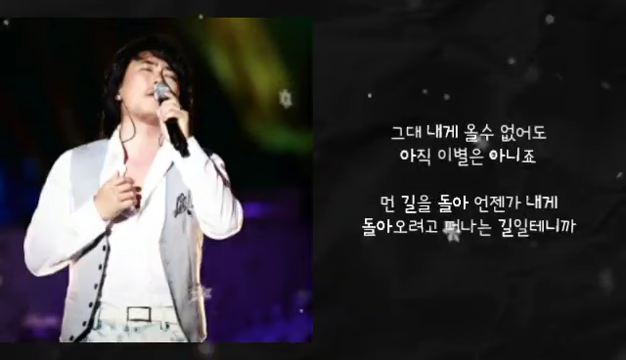 그대 내게 올수 없어도
아직 이별은 아니죠
먼 길을 돌아 언젠가 내게
돌아오려고 떠나는 길일테니까